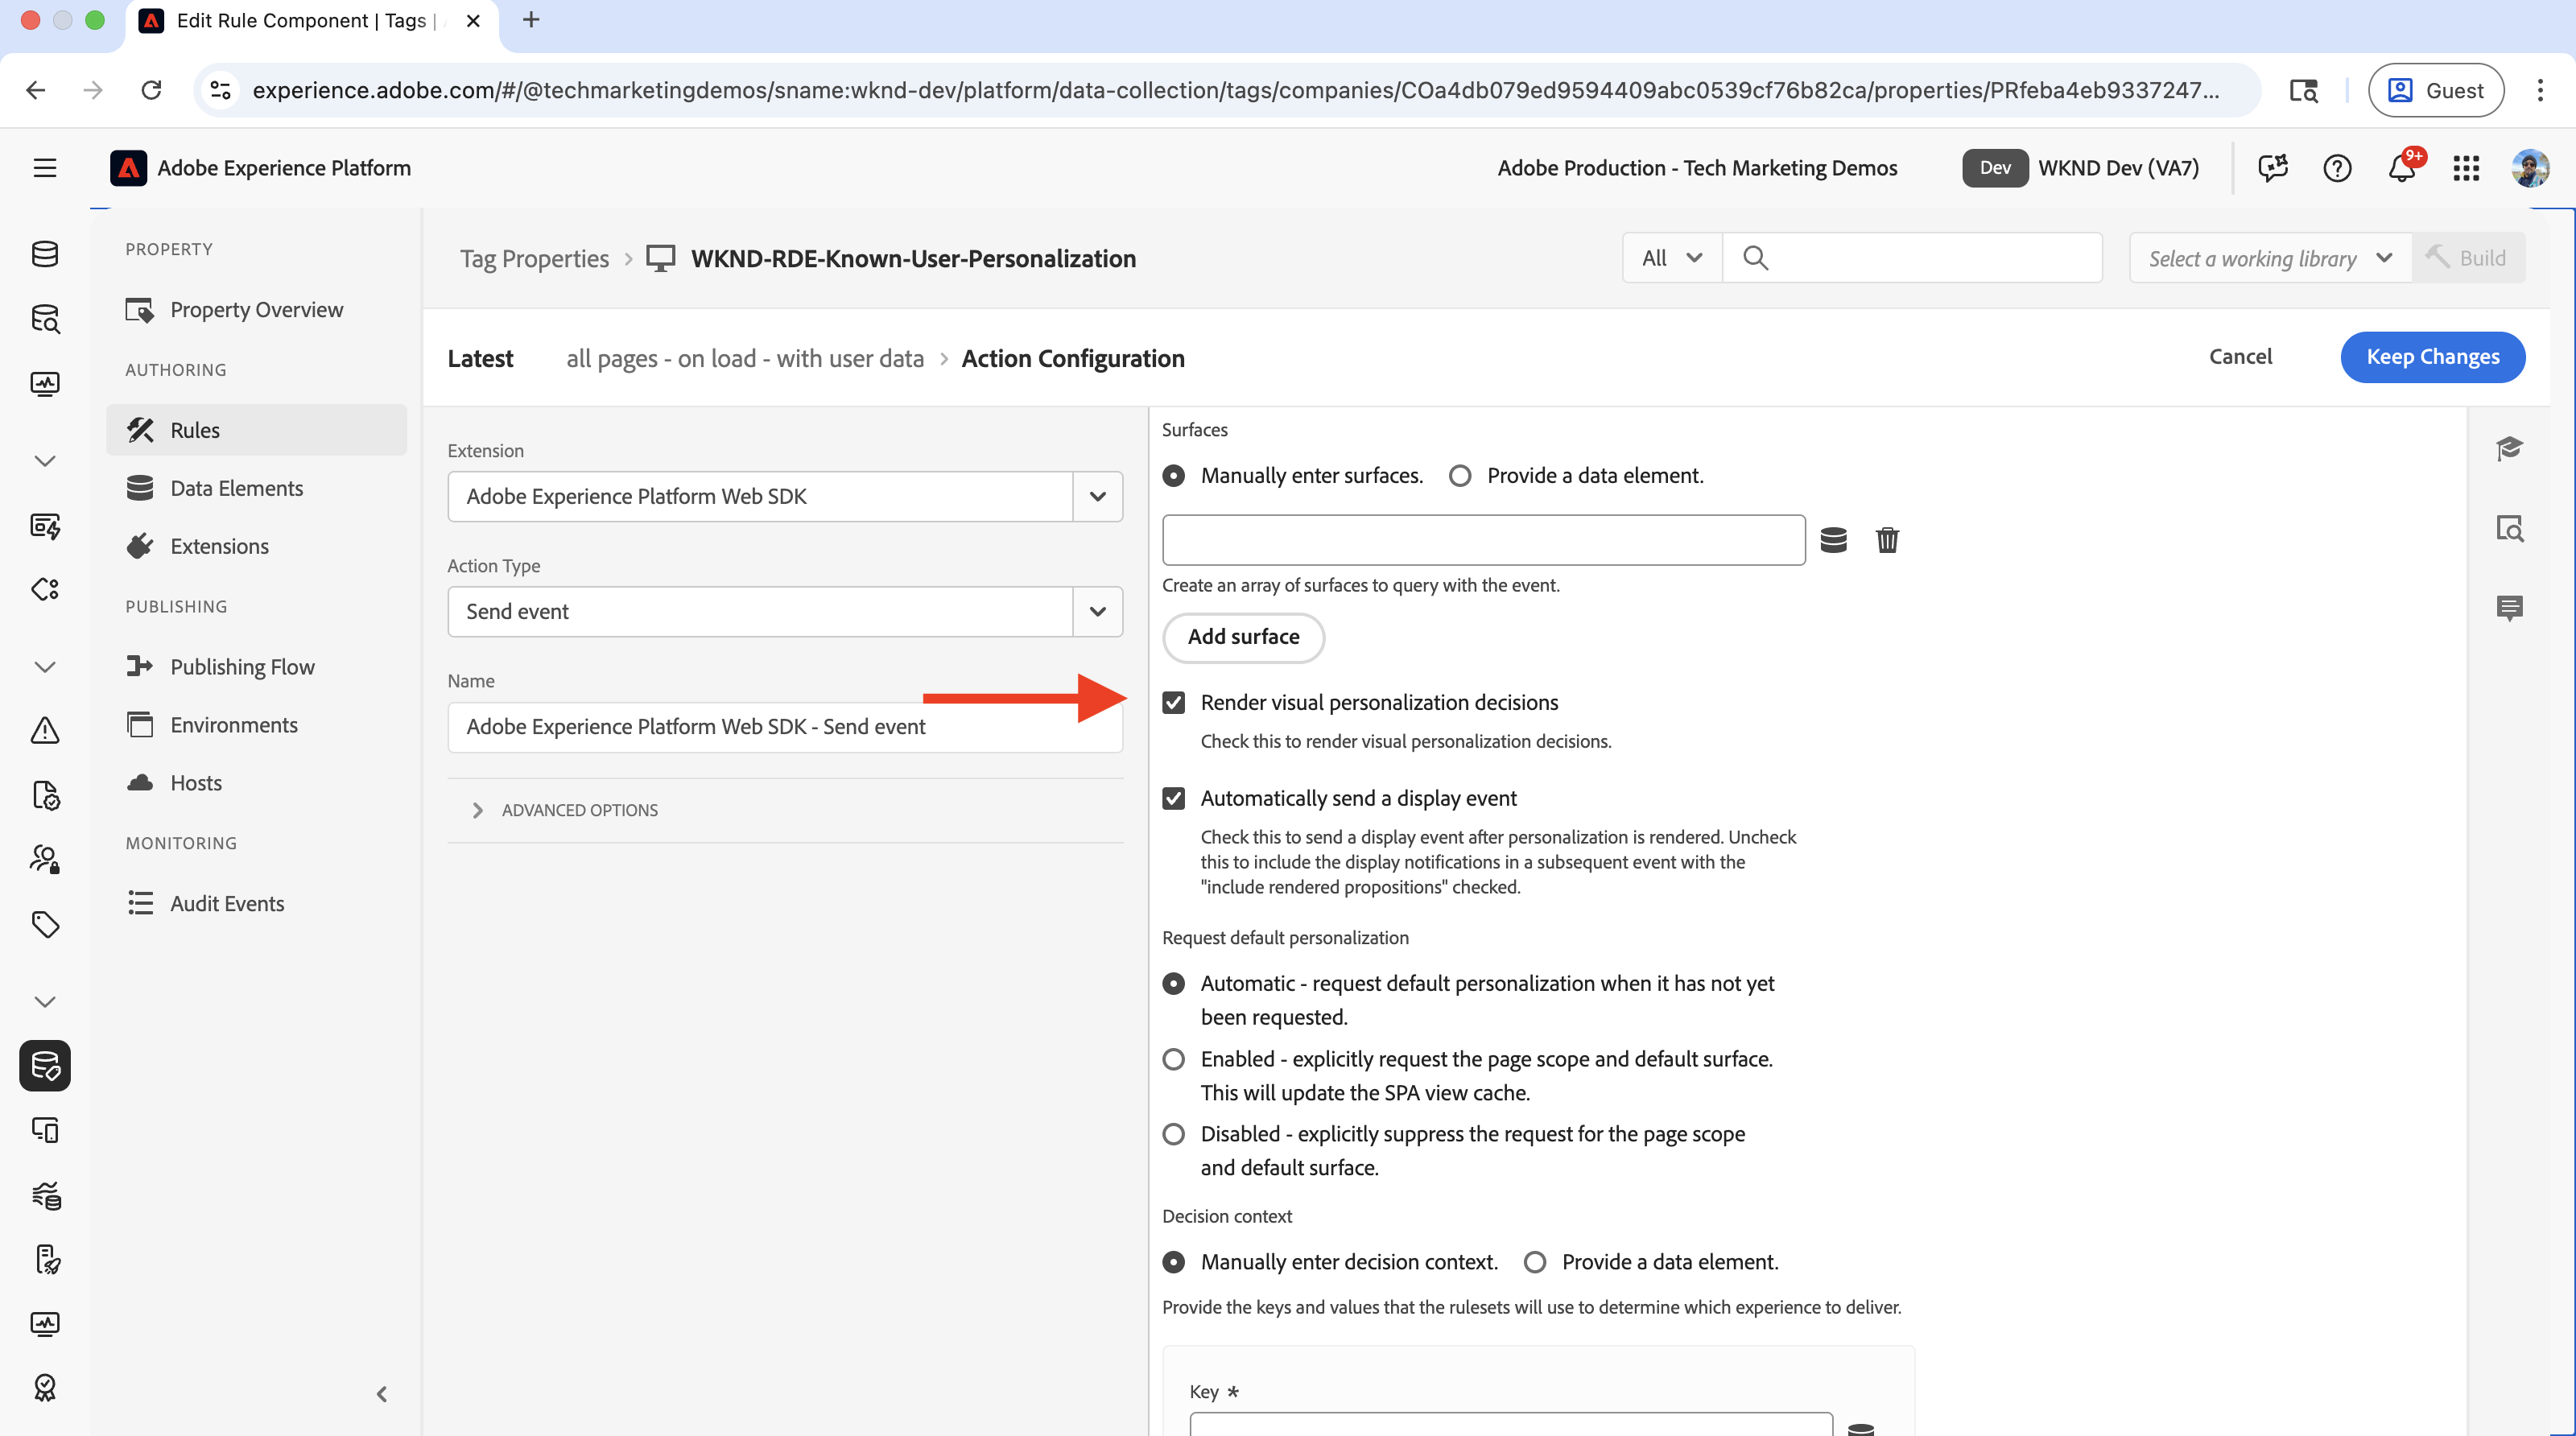 Edit Rule Component | Tags |
experience.adobe.com/#/@techmarketingdemos/sname:wknd-dev/platform/data-collection/tags/companies/COa4db079ed9594409abc0539cf76b82ca/properties/PRfeba4eb9337247...
Guest
Adobe Experience Platform
Adobe Production - Tech Marketing Demos
Dev
WKND Dev (VA7)
9+
PROPERTY
Property Overview
AUTHORING
Rules
Data Elements
Extensions
PUBLISHING
Publishing Flow
Environments
Hosts
MONITORING
Audit Events
Tag Properties > WKND-RDE-Known-User-Personalization
All
Select a working library
Build
Latest
all pages - on load - with user data > Action Configuration
Cancel
Keep Changes
Extension
Adobe Experience Platform Web SDK
Action Type
Send event
Name
Adobe Experience Platform Web SDK - Send event
ADVANCED OPTIONS
Surfaces
Manually enter surfaces.
Provide a data element.
Create an array of surfaces to query with the event.
Add surface
Render visual personalization decisions
Check this to render visual personalization decisions.
Automatically send a display event
Check this to send a display event after personalization is rendered. Uncheck
this to include the display notifications in a subsequent event with the
"include rendered propositions" checked.
Request default personalization
Automatic - request default personalization when it has not yet
been requested.
Enabled - explicitly request the page scope and default surface.
This will update the SPA view cache.
Disabled - explicitly suppress the request for the page scope
and default surface.
Decision context
Manually enter decision context.
Provide a data element.
Provide the keys and values that the rulesets will use to determine which experience to deliver.
Key *